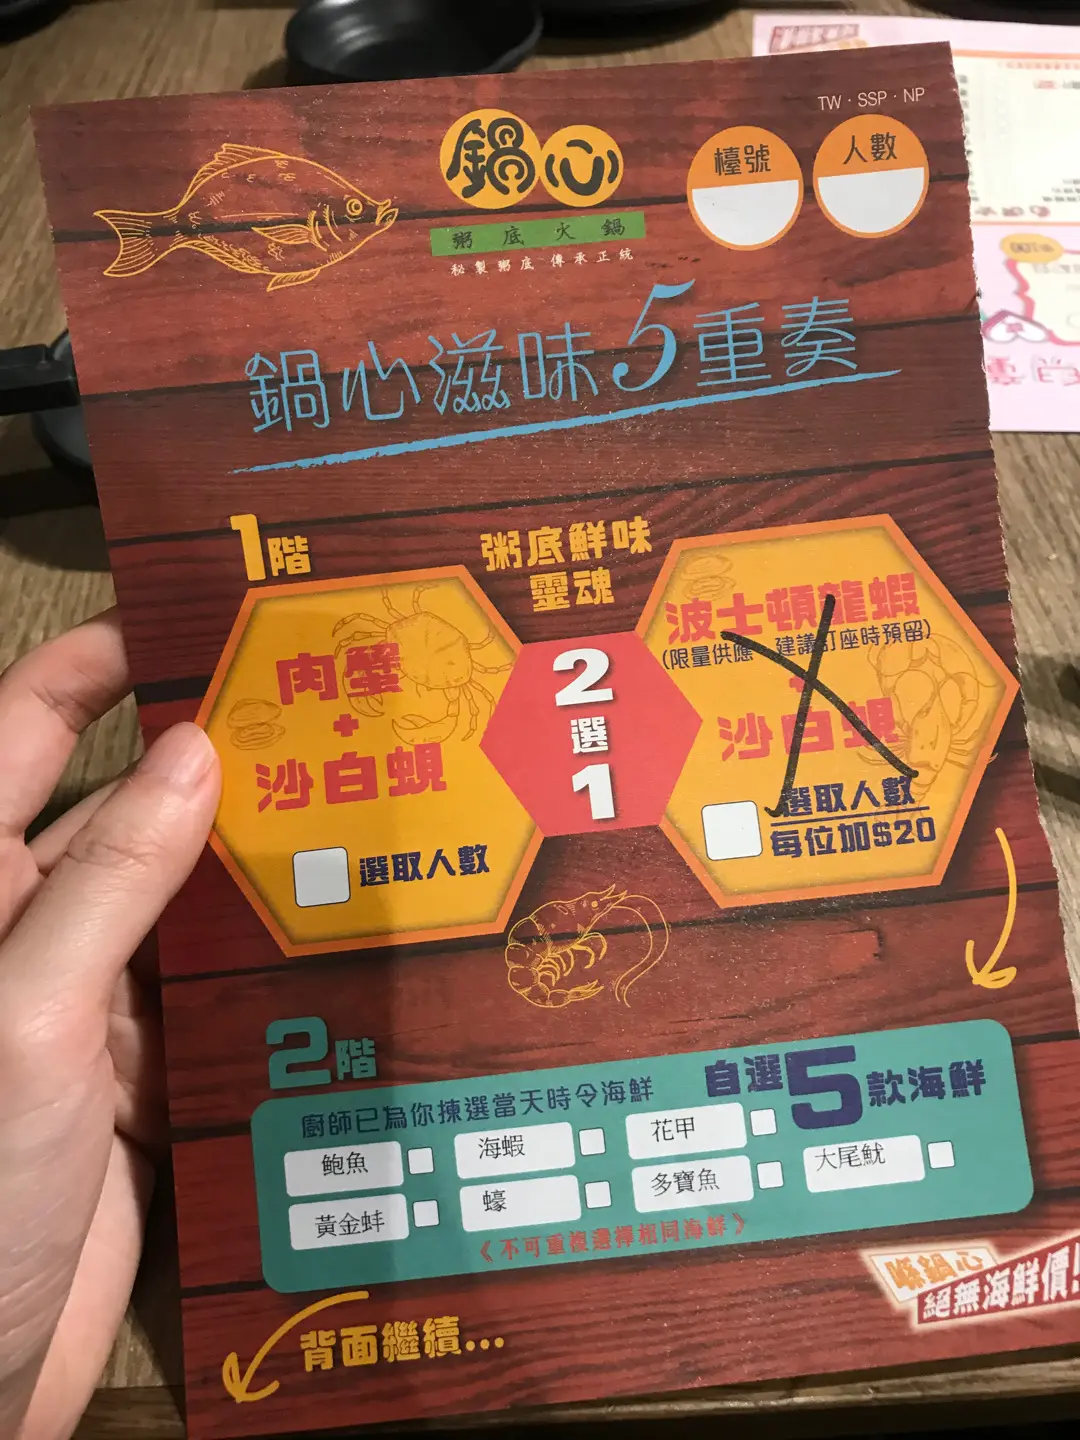 TW · SSP · NP
鍋心
粥底火鍋
秘製粥底 傳承正統
檯號
人數
鍋心滋味5重奏
1階
粥底鮮味
靈魂
肉蟹
+
沙白蜆
選取人數
2
選
1
波士頓龍蝦
(限量供應 建議訂座時預留)
+
沙白蜆
選取人數
每位加$20
2階
廚師已為你揀選當天時令海鮮
自選5款海鮮
鮑魚
海蝦
花甲
大尾魷
黃金蚌
蠔
多寶魚
《不可重複選擇相同海鮮》
喺鍋心
絕無海鮮價!
背面繼續...